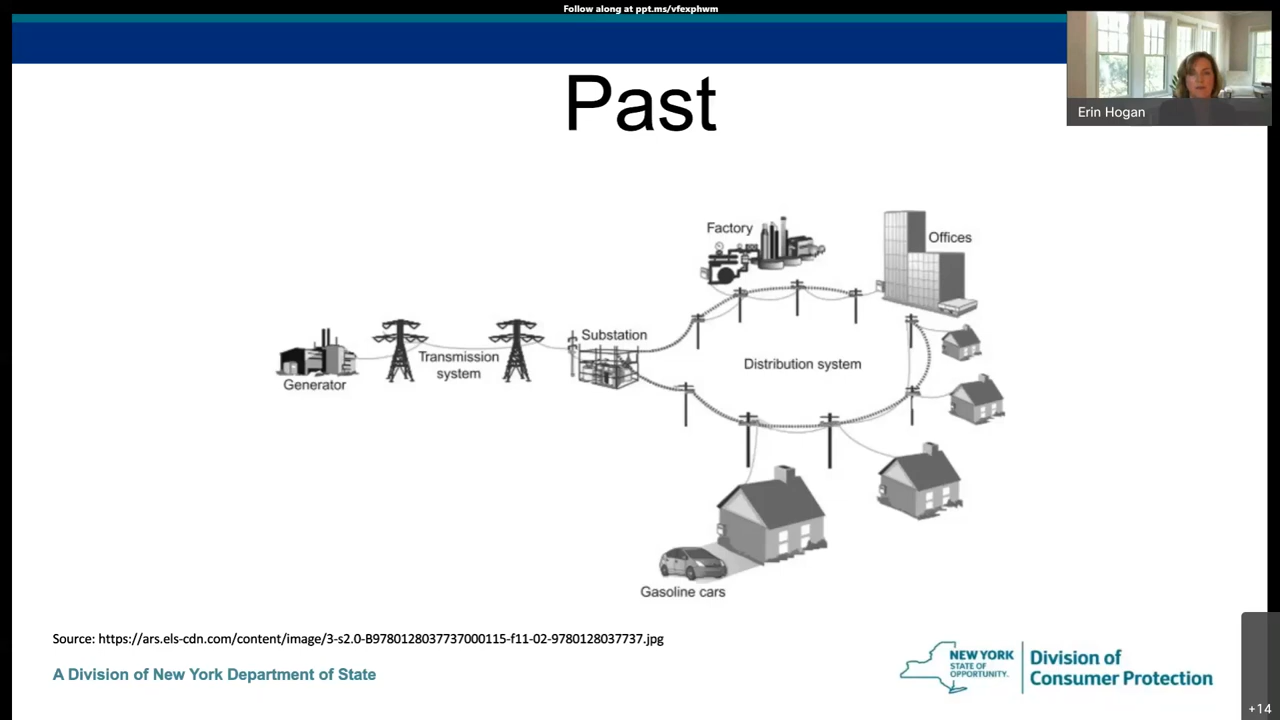 Follow along at ppt.ms/vfexphwm
Past
Erin Hogan
Factory
Offices
Substation
Transmission
system
Generator
Distribution system
Gasoline cars
Source: https://ars.els-cdn.com/content/image/3-s2.0-B9780128037737000115-f11-02-9780128037737.jpg
A Division of New York Department of State
NEW YORK
STATE OF
OPPORTUNITY.
Division of
Consumer Protection
+14